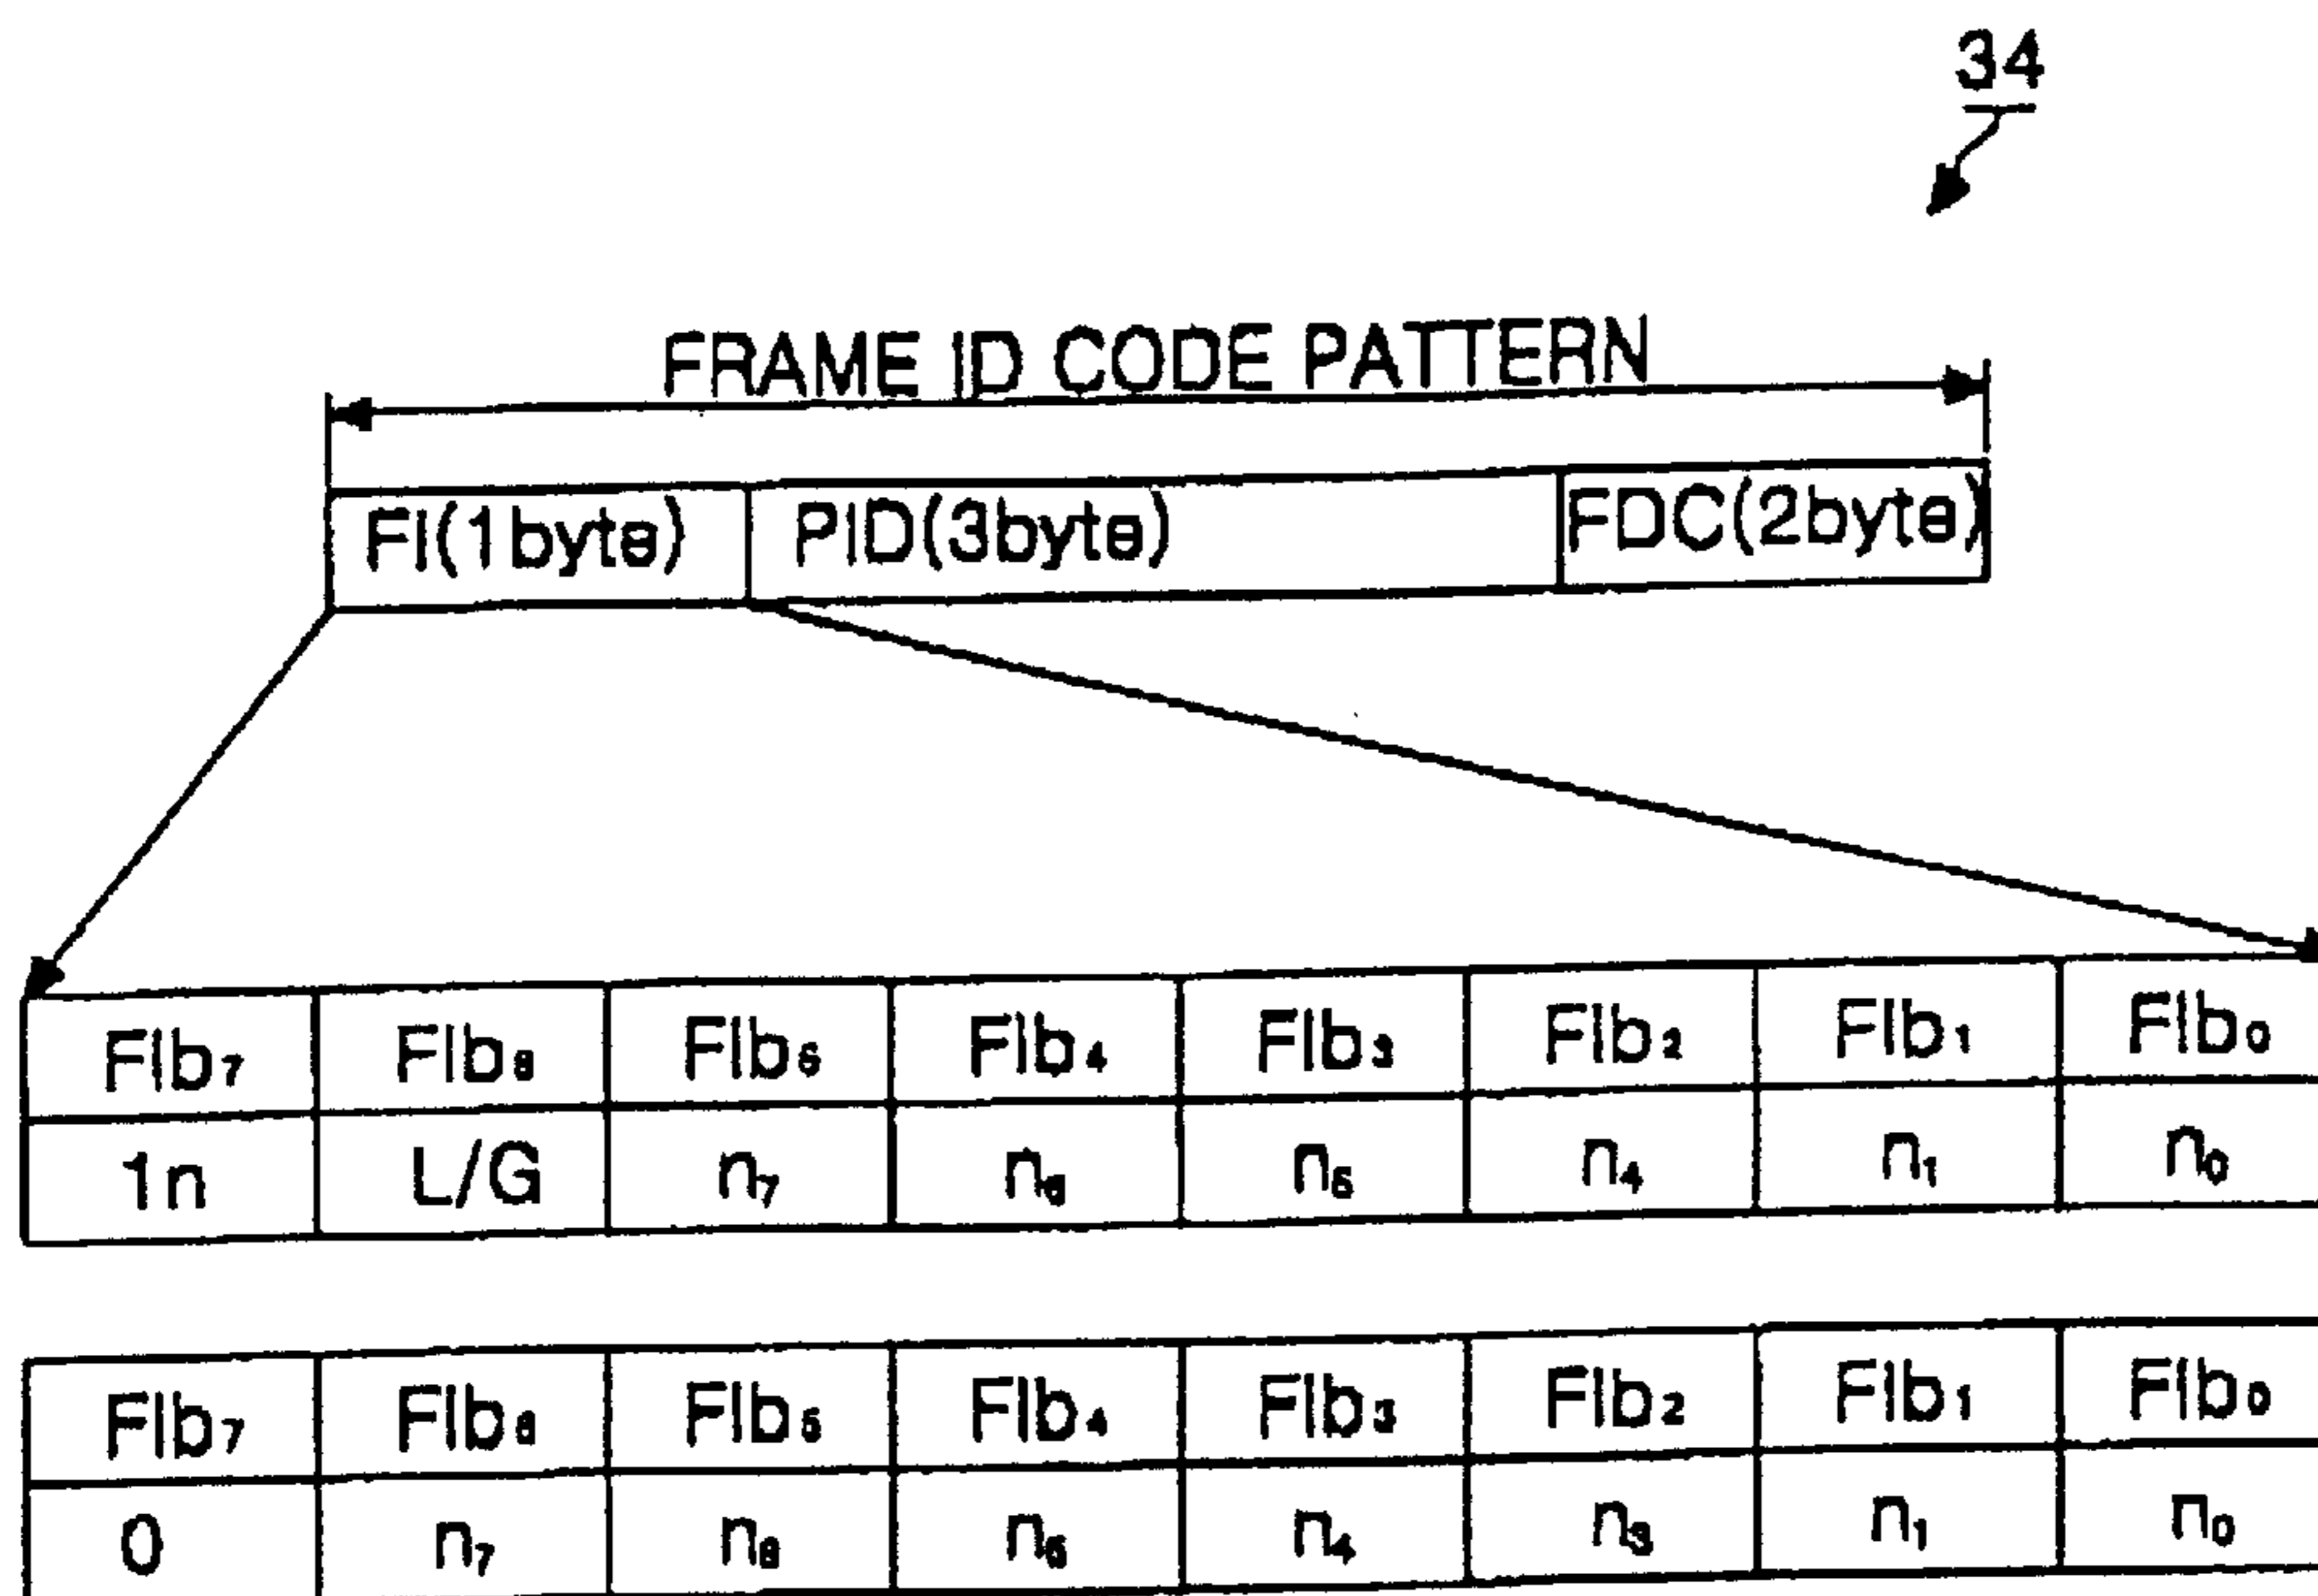 34
FRAME ID CODE PATTERN
FI(1byte) PID(3byte) FDC(2byte)
FIb₇ FIb₆ FIb₅ FIb₄ FIb₃ FIb₂ FIb₁ FIb₀
1n L/G n₇ n₆ n₅ n₄ n₁ n₀
FIb₇ FIb₆ FIb₅ FIb₄ FIb₃ FIb₂ FIb₁ FIb₀
0 n₇ n₆ n₅ n₄ n₃ n₁ n₀